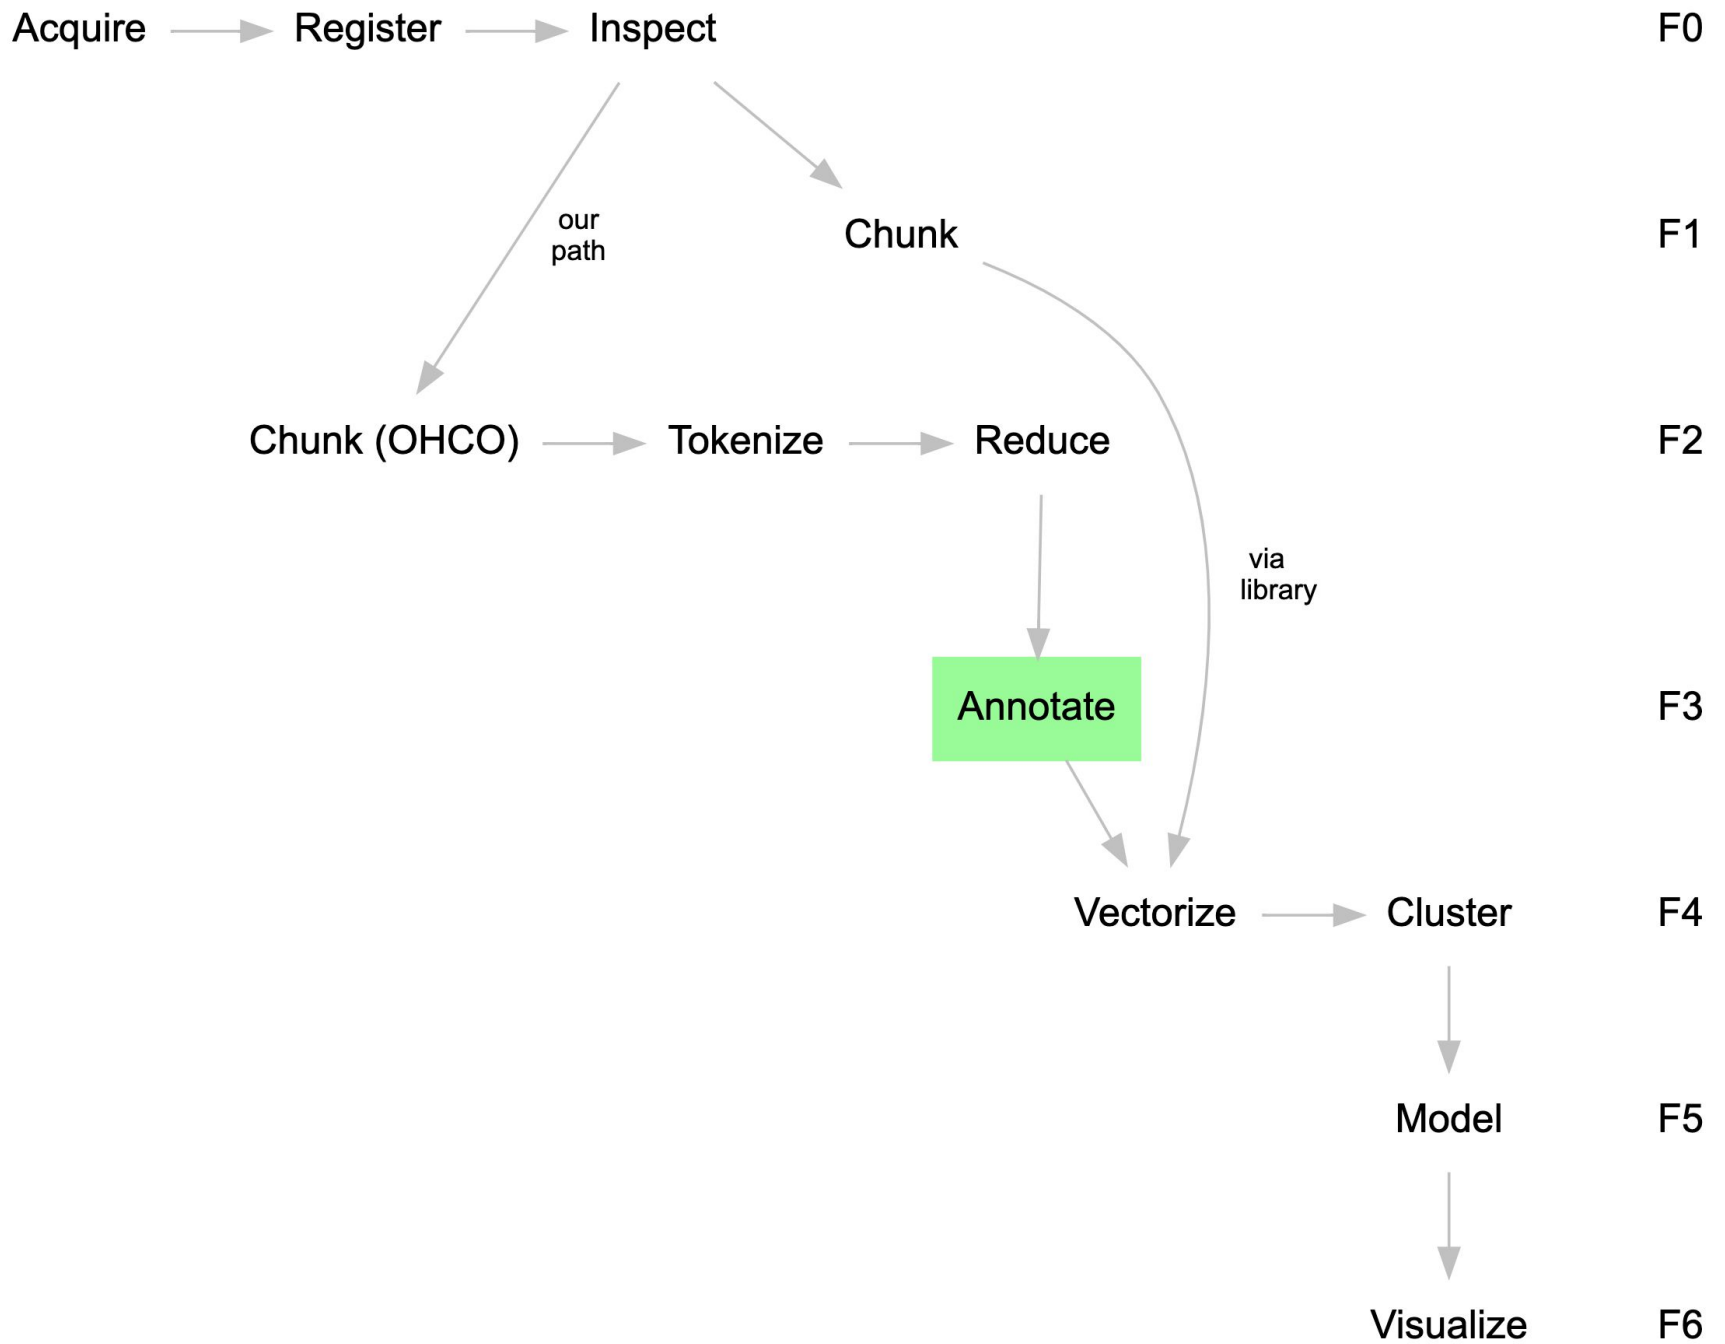 Acquire Register Inspect F0
our
path
Chunk F1
Chunk (OHCO) Tokenize Reduce F2
via
library
Annotate F3
Vectorize Cluster F4
Model F5
Visualize F6